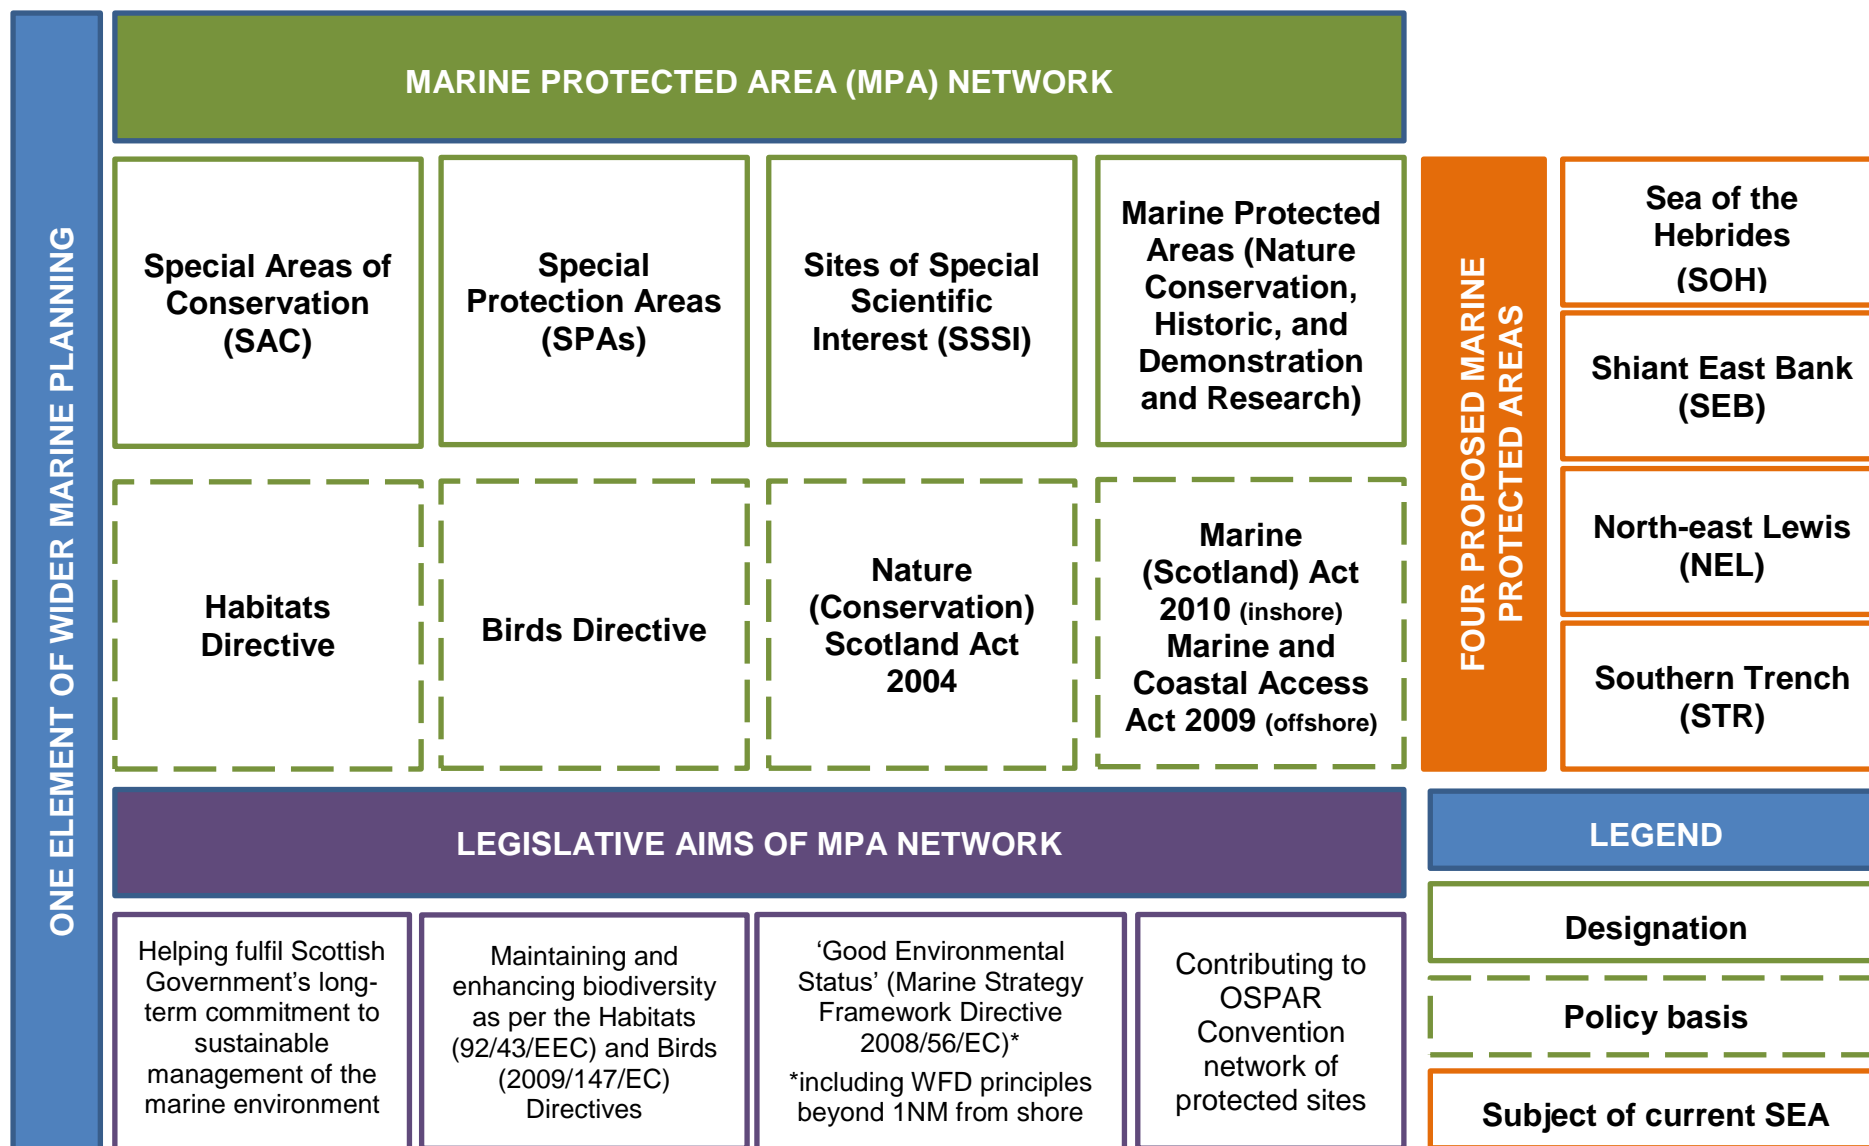 ONE ELEMENT OF WIDER MARINE PLANNING
MARINE PROTECTED AREA (MPA) NETWORK
Special Areas of
Conservation
(SAC)
Special
Protection Areas
(SPAs)
Sites of Special
Scientific
Interest (SSSI)
Marine Protected
Areas (Nature
Conservation,
Historic, and
Demonstration
and Research)
Habitats
Directive
Birds Directive
Nature
(Conservation)
Scotland Act
2004
Marine
(Scotland) Act
2010 (inshore)
Marine and
Coastal Access
Act 2009 (offshore)
FOUR PROPOSED MARINE
PROTECTED AREAS
Sea of the
Hebrides
(SOH)
Shiant East Bank
(SEB)
North-east Lewis
(NEL)
Southern Trench
(STR)
LEGISLATIVE AIMS OF MPA NETWORK
Helping fulfil Scottish
Government’s long-
term commitment to
sustainable
management of the
marine environment
Maintaining and
enhancing biodiversity
as per the Habitats
(92/43/EEC) and Birds
(2009/147/EC)
Directives
‘Good Environmental
Status’ (Marine Strategy
Framework Directive
2008/56/EC)*
*including WFD principles
beyond 1NM from shore
Contributing to
OSPAR
Convention
network of
protected sites
LEGEND
Designation
Policy basis
Subject of current SEA